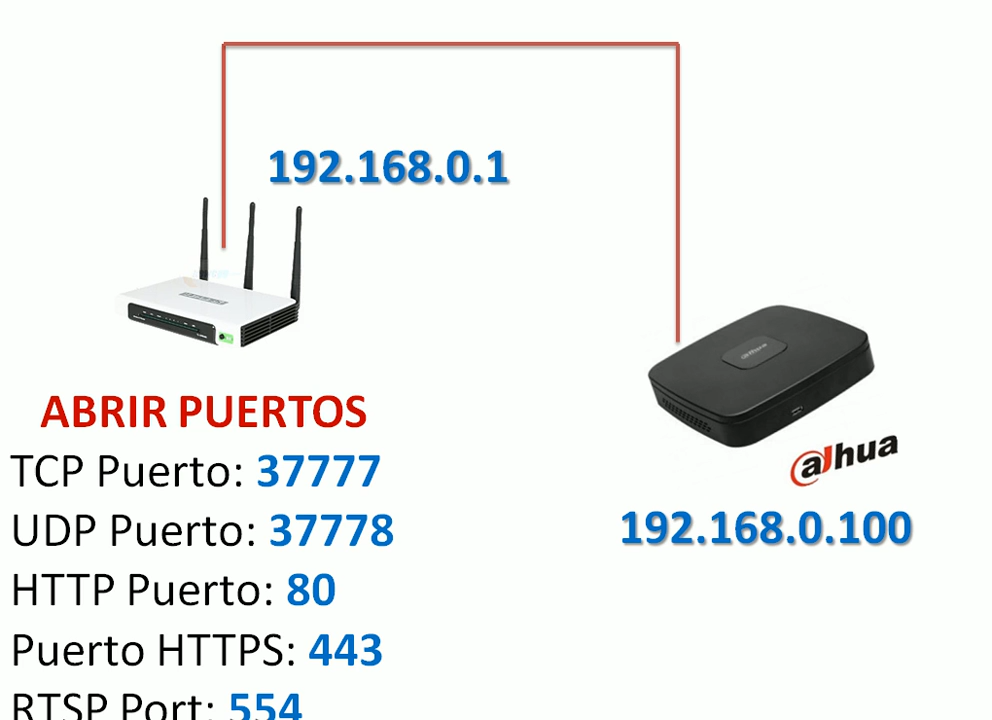 192.168.0.1
ABRIR PUERTOS
TCP Puerto: 37777
UDP Puerto: 37778
HTTP Puerto: 80
Puerto HTTPS: 443
RTSP Port: 554
alhua
192.168.0.100